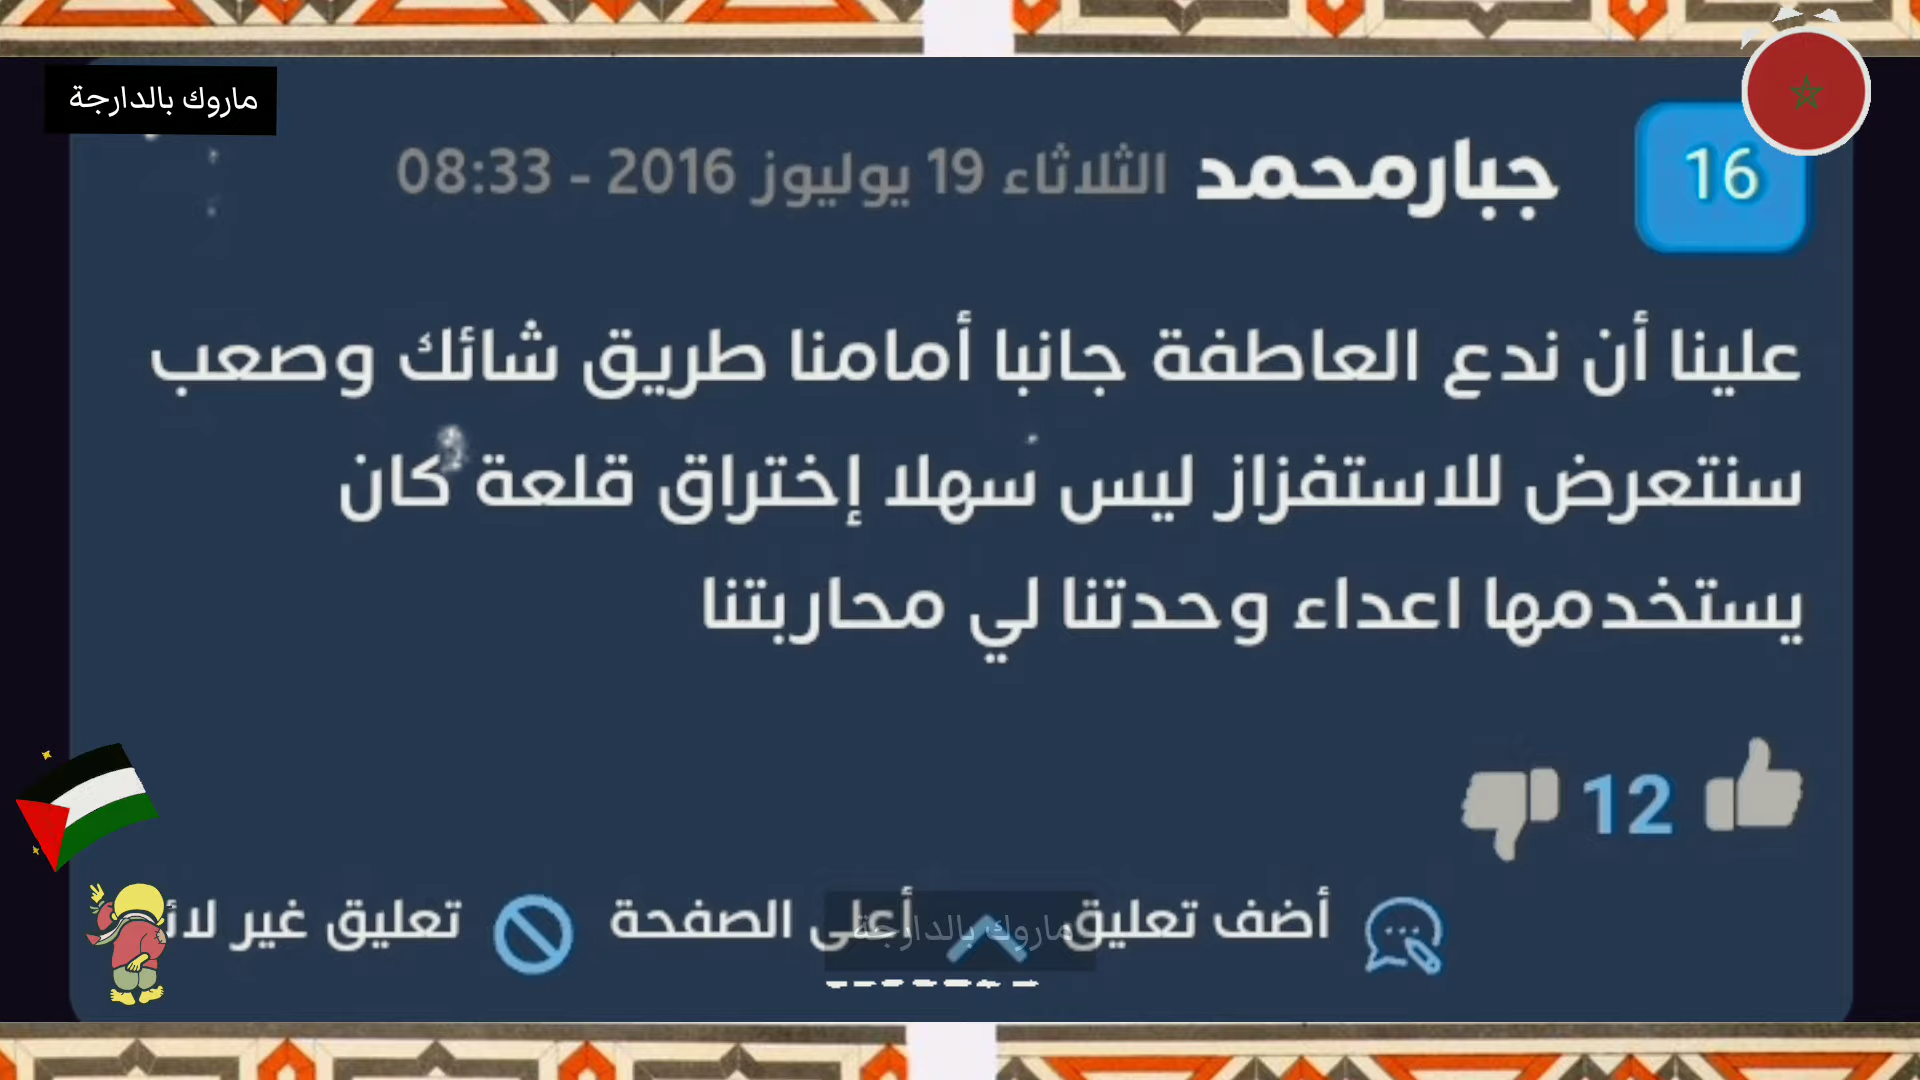 ماروك بالدارجة
16
جبارمحمد الثلاثاء 19 يوليوز 2016 - 08:33
علينا أن ندع العاطفة جانبا أمامنا طريق شائك وصعب
سنتعرض للاستفزاز ليس سهلا إختراق قلعة كان
يستخدمها اعداء وحدتنا لي محاربتنا
12
أضف تعليق أعلى الصفحة تعليق غير
ماروك بالدارجة